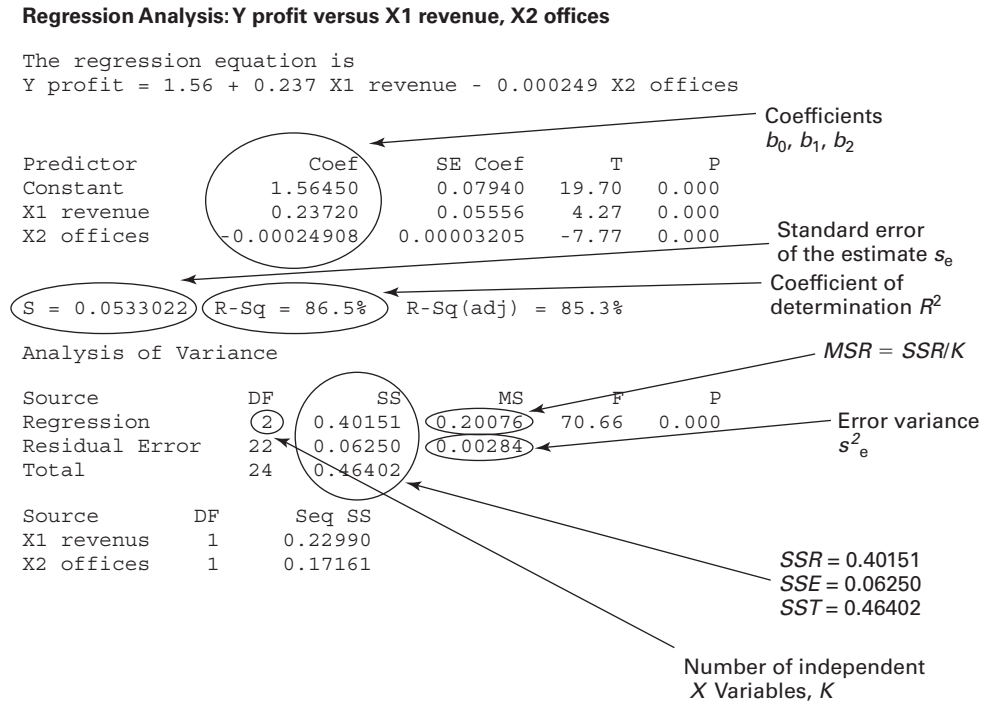 Regression Analysis: Y profit versus X1 revenue, X2 offices
The regression equation is
Y profit = 1.56 + 0.237 X1 revenue - 0.000249 X2 offices
Coefficients
b0, b1, b2
Predictor Coef SE Coef T P
Constant 1.56450 0.07940 19.70 0.000
X1 revenue 0.23720 0.05556 4.27 0.000
X2 offices -0.00024908 0.00003205 -7.77 0.000
Standard error
of the estimate se
Coefficient of
determination R2
S = 0.0533022 R-Sq = 86.5% R-Sq(adj) = 85.3%
Analysis of Variance
MSR = SSR/K
Source DF SS MS F P
Regression 2 0.40151 0.20076 70.66 0.000
Residual Error 22 0.06250 0.00284
Total 24 0.46402
Error variance
s2e
Source DF Seq SS
X1 revenus 1 0.22990
X2 offices 1 0.17161
SSR = 0.40151
SSE = 0.06250
SST = 0.46402
Number of independent
X Variables, K